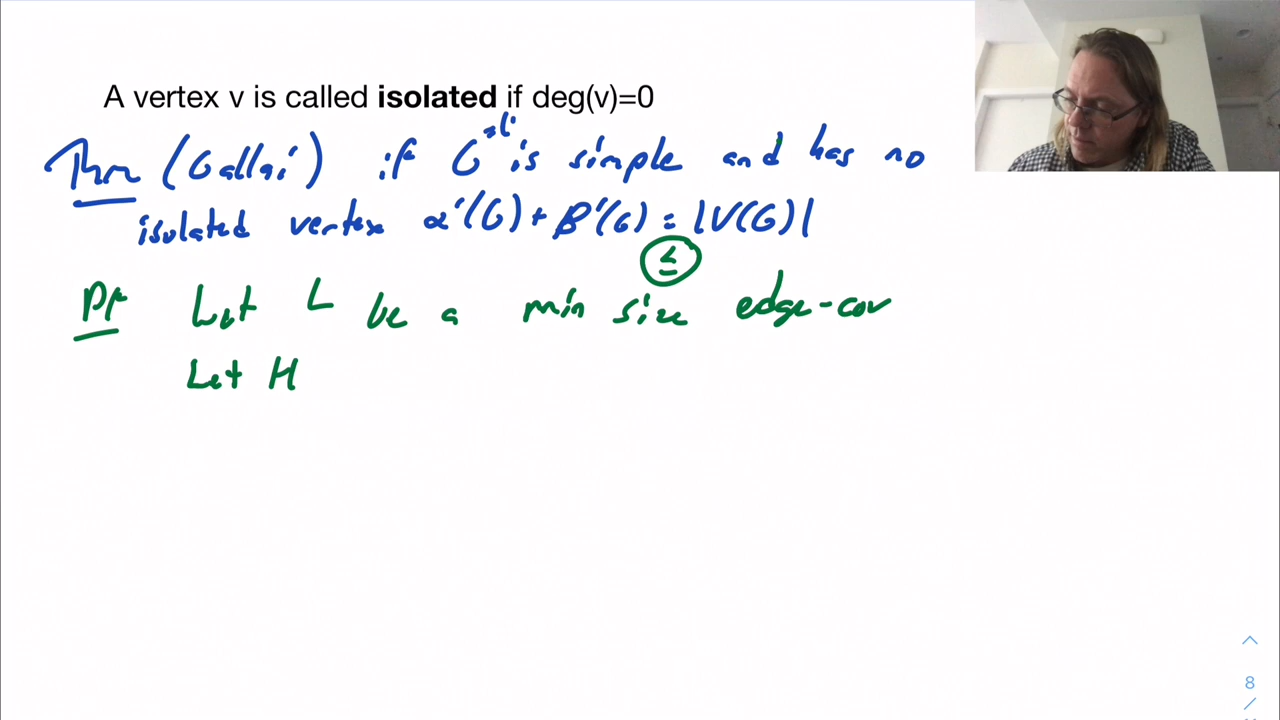 A vertex v is called isolated if deg(v)=0
Thm (Gallai) if G is simple and has no
isolated vertex α'(G) + β'(G) = |V(G)|
≤
Pf Let L be a min size edge-cov
Let H
8
/